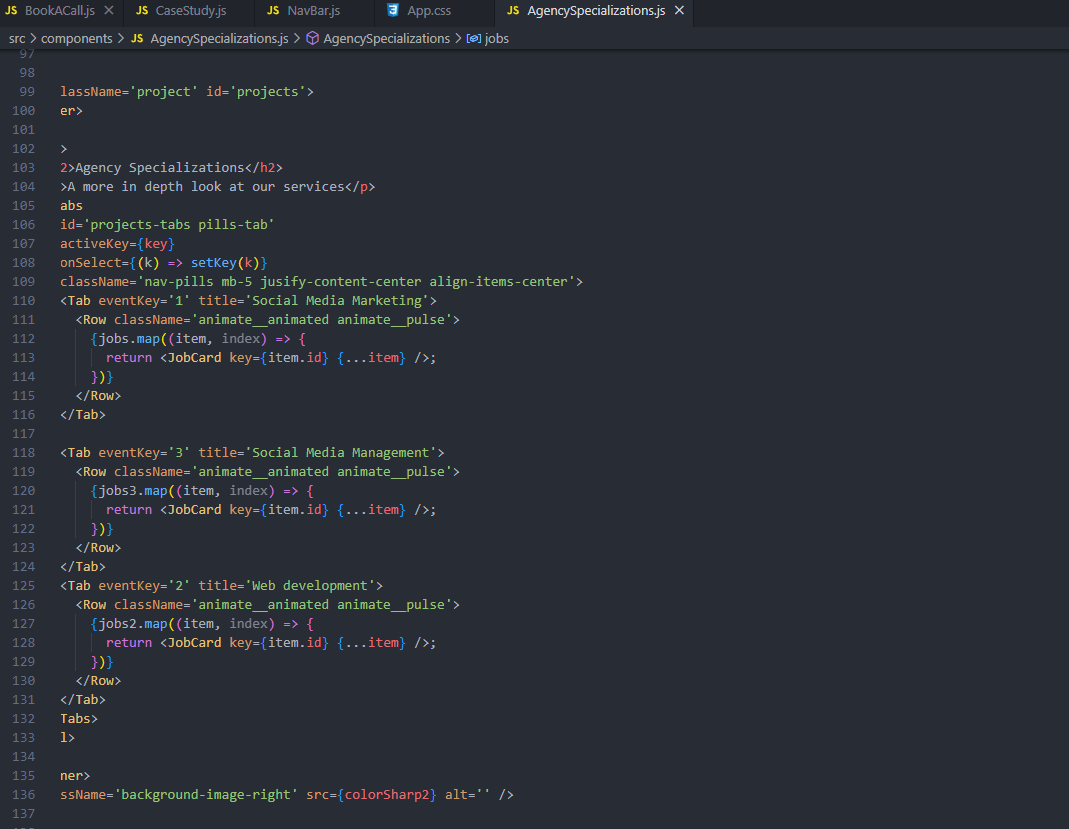 JS BookACall.js × JS CaseStudy.js JS NavBar.js App.css JS AgencySpecializations.js ×
src > components > JS AgencySpecializations.js > AgencySpecializations > jobs
97
98
99 lassName='project' id='projects'>
100 er>
101
102 >
103 2>Agency Specializations</h2>
104 >A more in depth look at our services</p>
105 abs
106 id='projects-tabs pills-tab'
107 activeKey={key}
108 onSelect={(k) => setKey(k)}
109 className='nav-pills mb-5 jusify-content-center align-items-center'>
110 <Tab eventKey='1' title='Social Media Marketing'>
111 <Row className='animate__animated animate__pulse'>
112 {jobs.map((item, index) => {
113 return <JobCard key={item.id} {...item} />;
114 })}
115 </Row>
116 </Tab>
117
118 <Tab eventKey='3' title='Social Media Management'>
119 <Row className='animate__animated animate__pulse'>
120 {jobs3.map((item, index) => {
121 return <JobCard key={item.id} {...item} />;
122 })}
123 </Row>
124 </Tab>
125 <Tab eventKey='2' title='Web development'>
126 <Row className='animate__animated animate__pulse'>
127 {jobs2.map((item, index) => {
128 return <JobCard key={item.id} {...item} />;
129 })}
130 </Row>
131 </Tab>
132 Tabs>
133 l>
134
135 ner>
136 ssName='background-image-right' src={colorSharp2} alt='' />
137